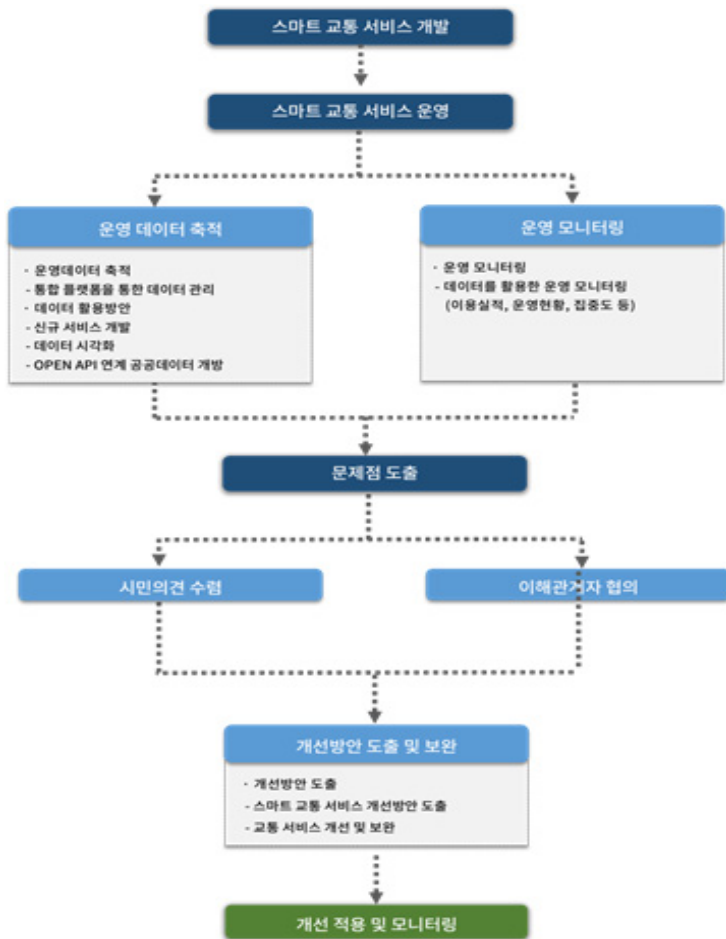 스마트 교통 서비스 개발
스마트 교통 서비스 운영
운영 데이터 축적
· 운영데이터 축적
- 통합 플랫폼을 통한 데이터 관리
· 데이터 활용방안
- 신규 서비스 개발
- 데이터 시각화
- OPEN API 연계 공공데이터 개방
운영 모니터링
· 운영 모니터링
- 데이터를 활용한 운영 모니터링
(이용실적, 운영현황, 집중도 등)
문제점 도출
시민의견 수렴
이해관계자 협의
개선방안 도출 및 보완
· 개선방안 도출
- 스마트 교통 서비스 개선방안 도출
- 교통 서비스 개선 및 보완
개선 적용 및 모니터링